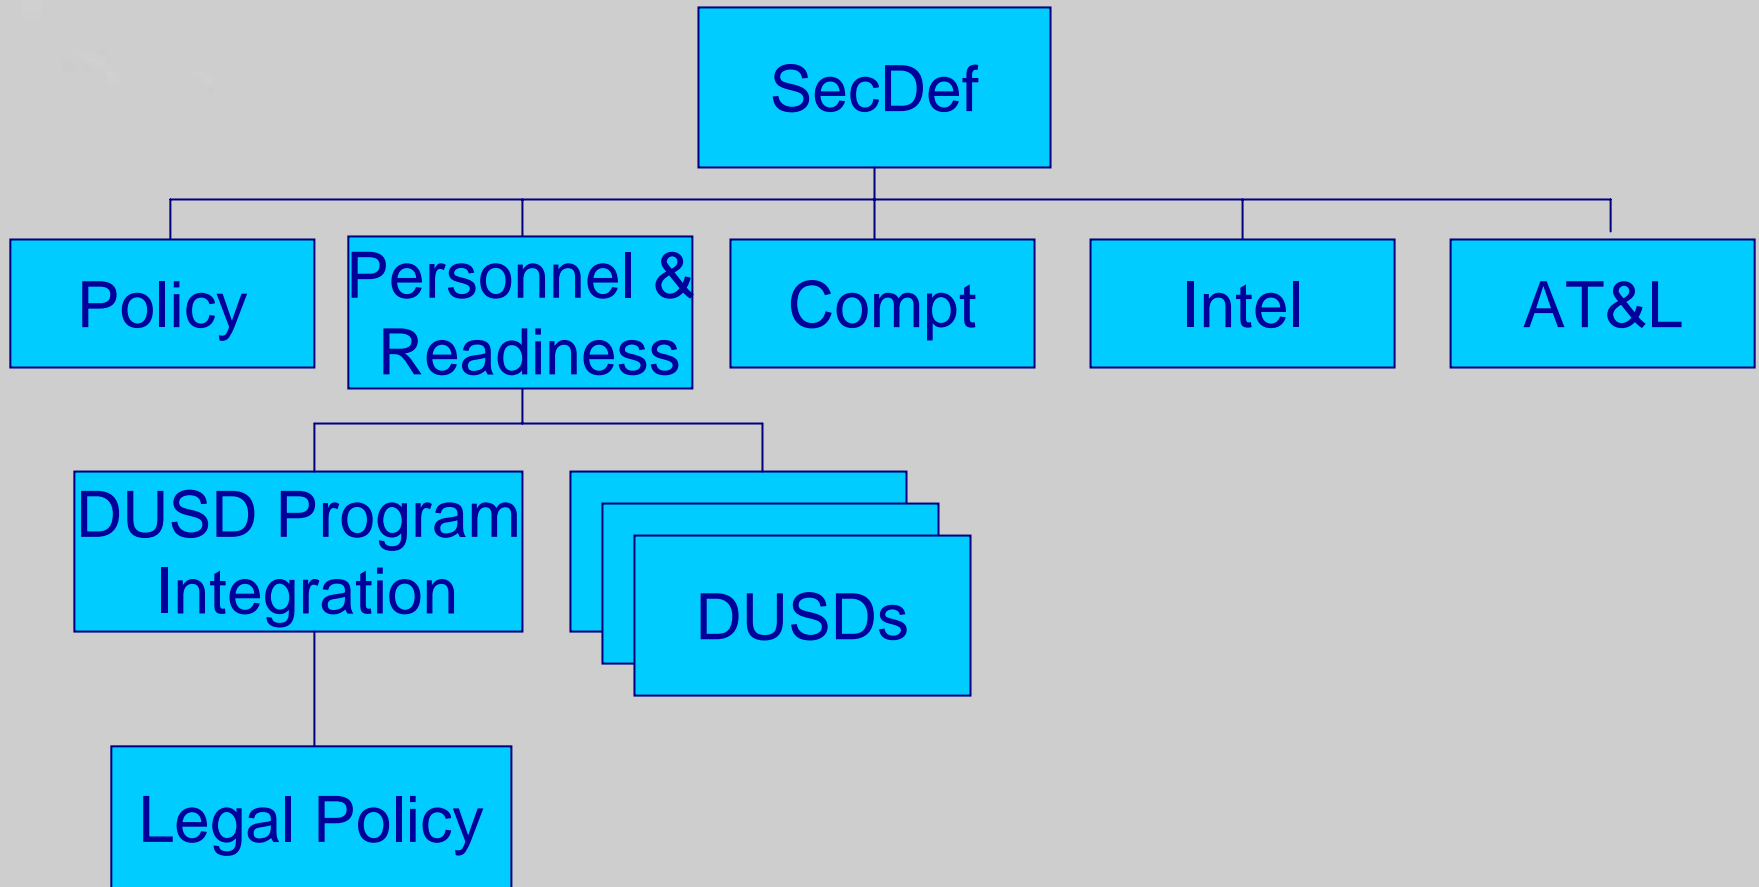 SecDef
Policy
Personnel &
Readiness
Compt
Intel
AT&L
DUSD Program
Integration
DUSDs
Legal Policy